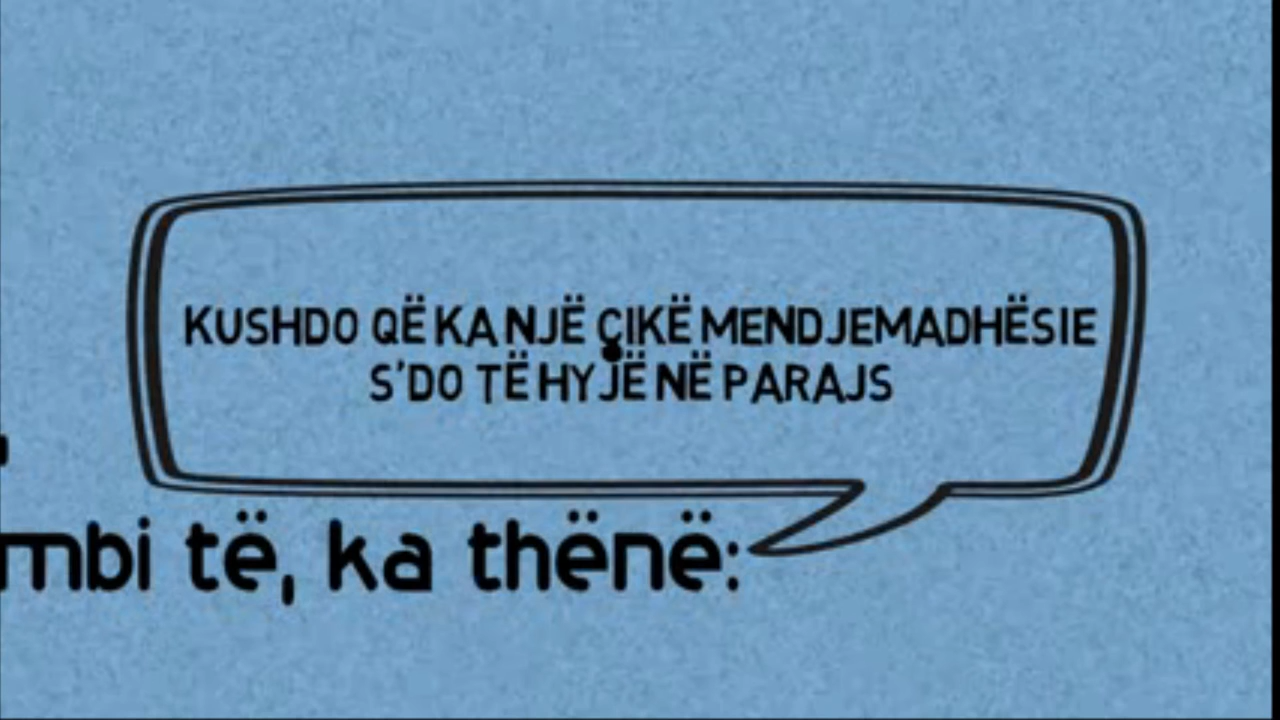 KUSHDO QË KA NJË ÇIKË MENDJEMADHËSIE
S'DO TË HYJË NË PARAJS
mbi të, ka thënë: